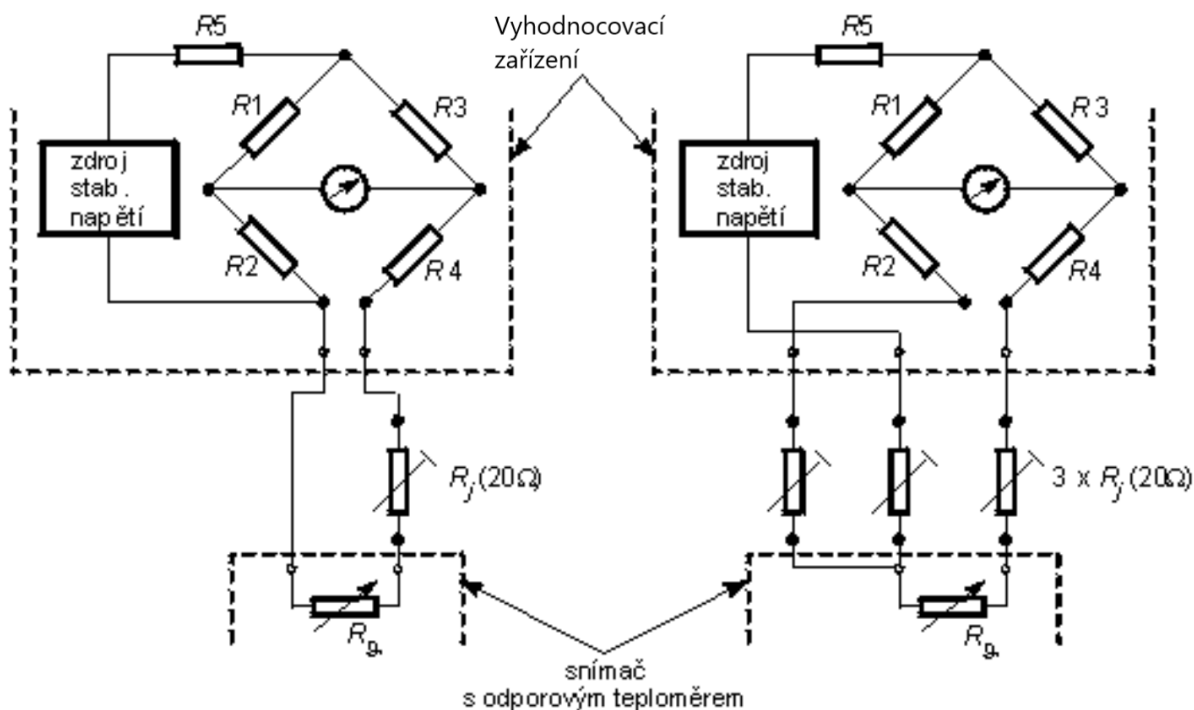 R5
Vyhodnocovací
zařízení
R5
R1
R3
R1
R3
zdroj
stab.
napětí
zdroj
stab.
napětí
R2
R4
R2
R4
Rj (20Ω)
3 x Rj (20Ω)
Rg
Rg
snímač
s odporovým teploměrem